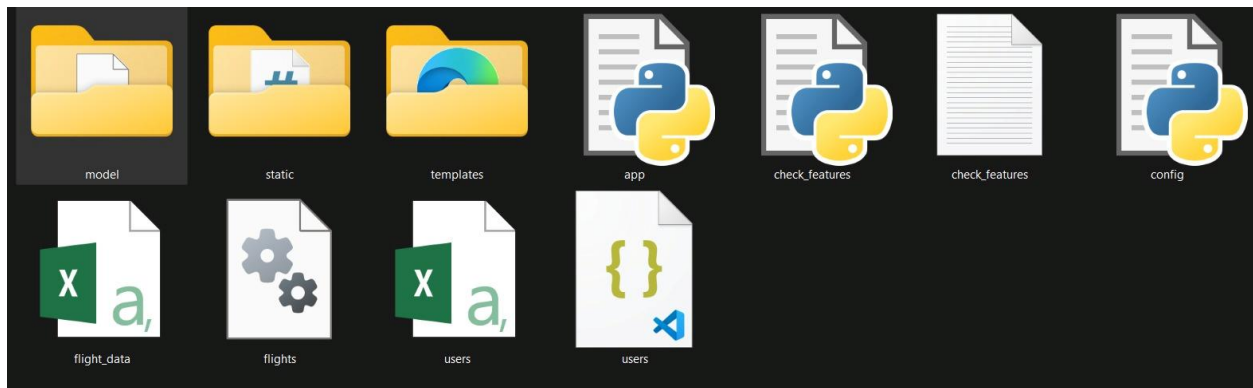 model static templates app check_features check_features config
flight_data flights users users